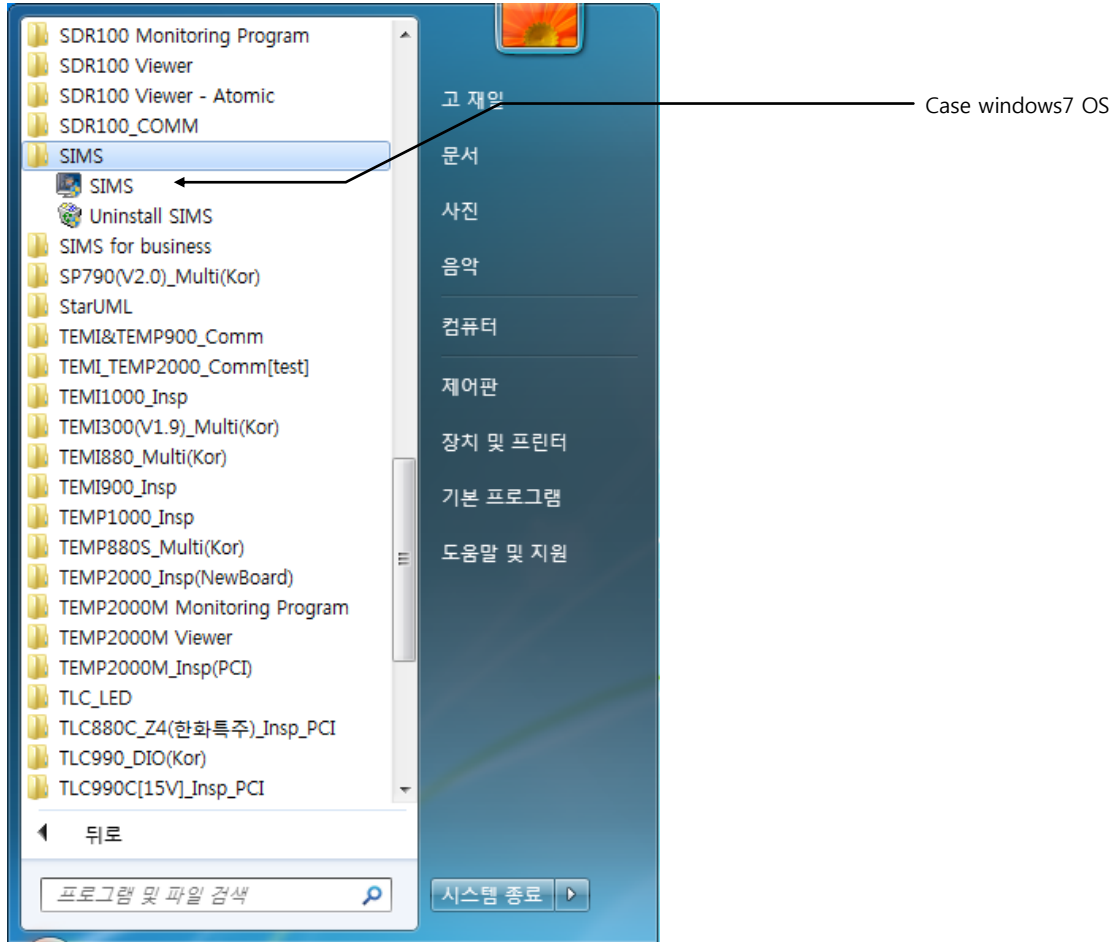 SDR100 Monitoring Program
SDR100 Viewer
SDR100 Viewer - Atomic
SDR100_COMM
SIMS
SIMS
Uninstall SIMS
SIMS for business
SP790(V2.0)_Multi(Kor)
StarUML
TEMI&TEMP900_Comm
TEMI_TEMP2000_Comm[test]
TEMI1000_Insp
TEMI300(V1.9)_Multi(Kor)
TEMI880_Multi(Kor)
TEMI900_Insp
TEMP1000_Insp
TEMP880S_Multi(Kor)
TEMP2000_Insp(NewBoard)
TEMP2000M Monitoring Program
TEMP2000M Viewer
TEMP2000M_Insp(PCI)
TLC_LED
TLC880C_Z4(한화특주)_Insp_PCI
TLC990_DIO(Kor)
TLC990C[15V]_Insp_PCI
뒤로
프로그램 및 파일 검색
고 재일
문서
사진
음악
컴퓨터
제어판
장치 및 프린터
기본 프로그램
도움말 및 지원
시스템 종료
Case windows7 OS